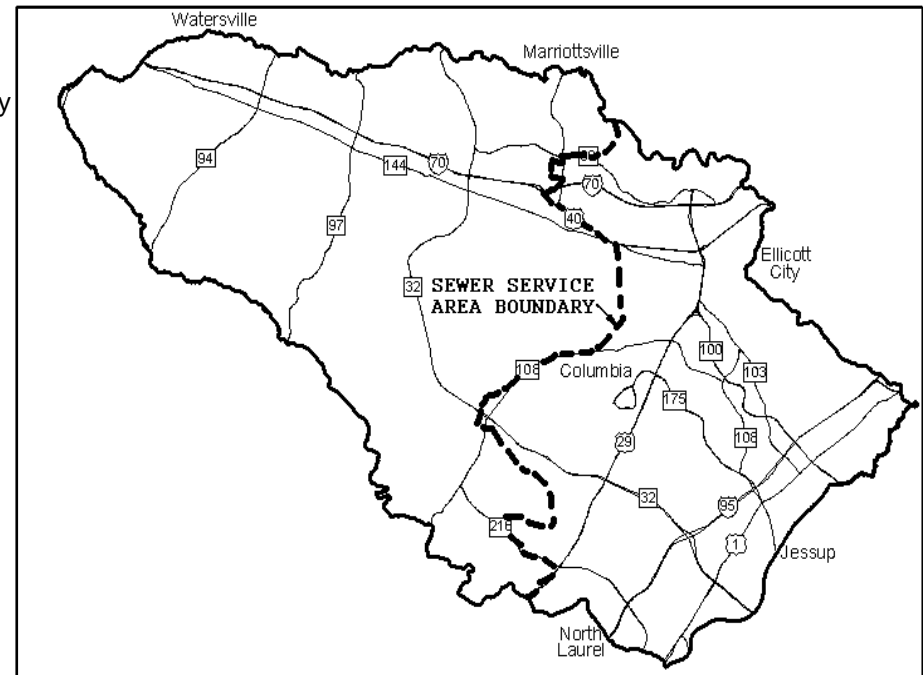 Watersville
Marriottsville
y
99
94
144
70
70
40
97
Ellicott
City
32
SEWER SERVICE
AREA BOUNDARY
100
108
Columbia
103
175
29
108
32
95
216
1
Jessup
North
Laurel